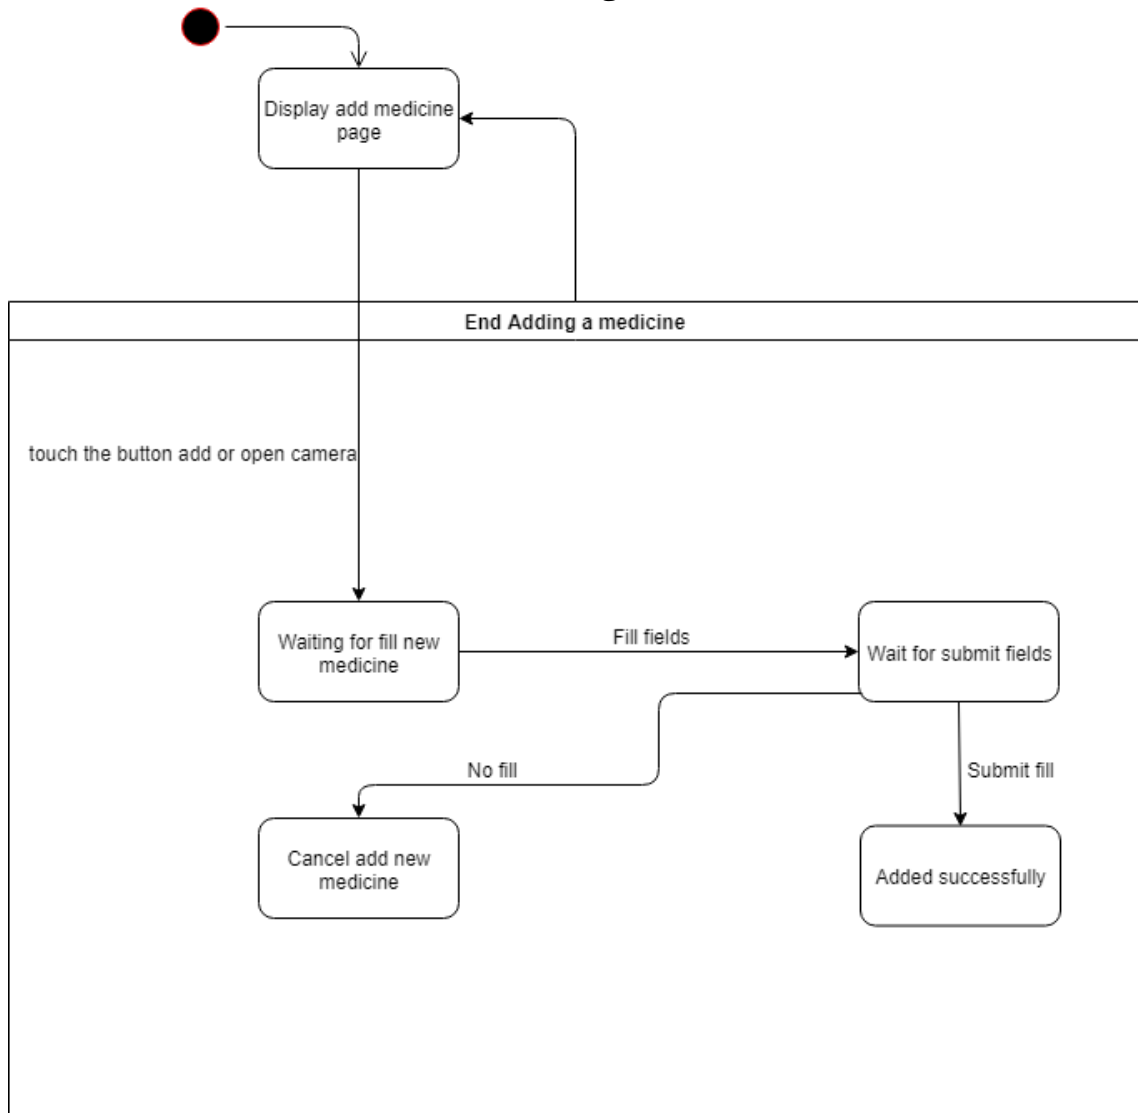 Display add medicine
page
End Adding a medicine
touch the button add or open camera
Waiting for fill new
medicine
Fill fields
Wait for submit fields
No fill
Submit fill
Cancel add new
medicine
Added successfully